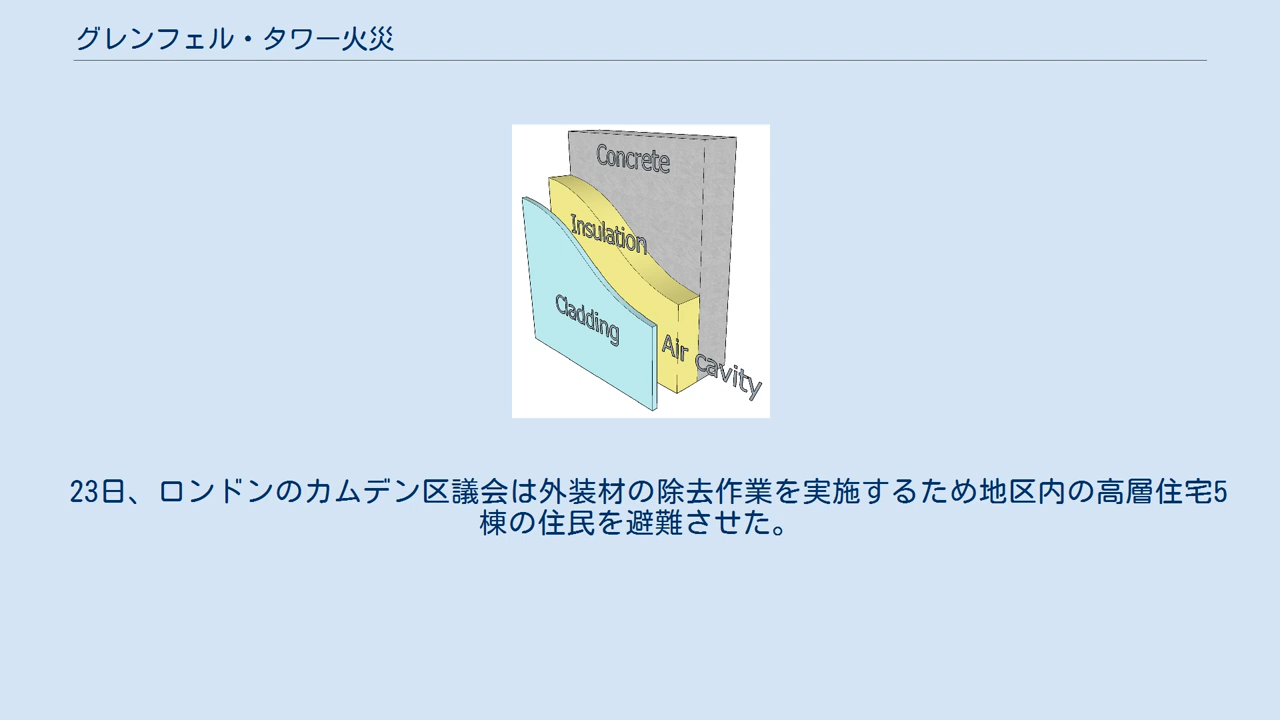 グレンフェル・タワー火災
Concrete
Insulation
Cladding
Air cavity
23日、ロンドンのカムデン区議会は外装材の除去作業を実施するため地区内の高層住宅5
棟の住民を避難させた。